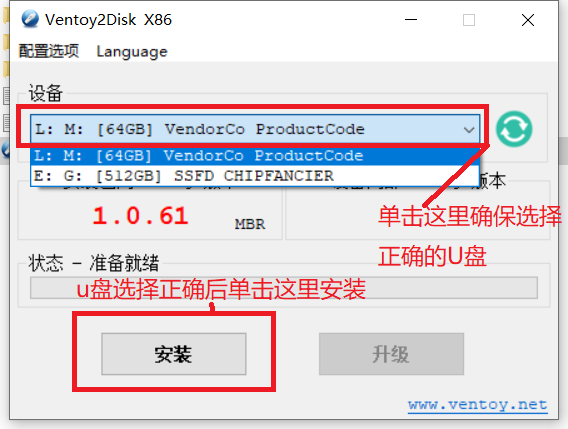 Ventoy2Disk X86
配置选项 Language
设备
L: M: [64GB] VendorCo ProductCode
L: M: [64GB] VendorCo ProductCode
E: G: [512GB] SSFD CHIPFANCIER
版本
1.0.61 MBR
单击这里确保选择
正确的U盘
状态 - 准备就绪
u盘选择正确后单击这里安装
安装 升级
www.ventoy.net